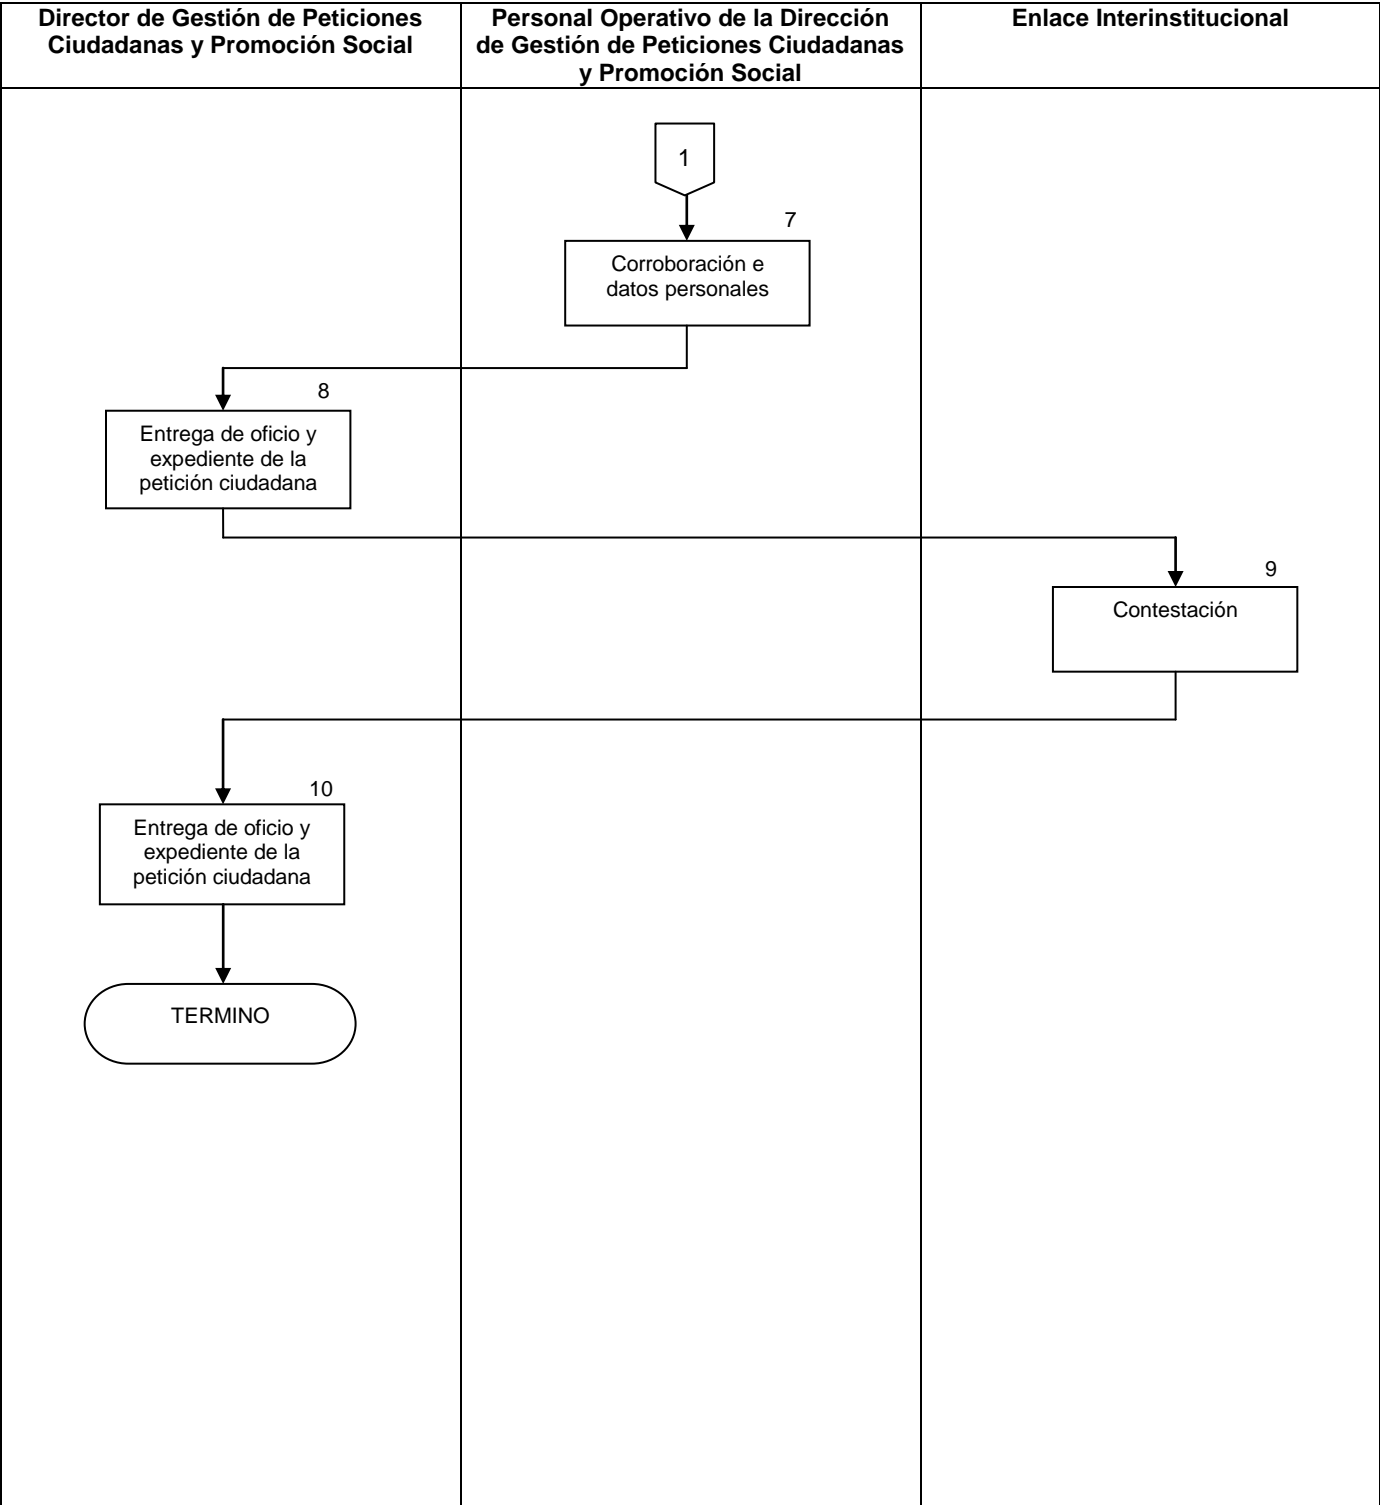 Director de Gestión de Peticiones
Ciudadanas y Promoción Social
Personal Operativo de la Dirección
de Gestión de Peticiones Ciudadanas
y Promoción Social
Enlace Interinstitucional
1
7
Corroboración e
datos personales
8
Entrega de oficio y
expediente de la
petición ciudadana
9
Contestación
10
Entrega de oficio y
expediente de la
petición ciudadana
TERMINO